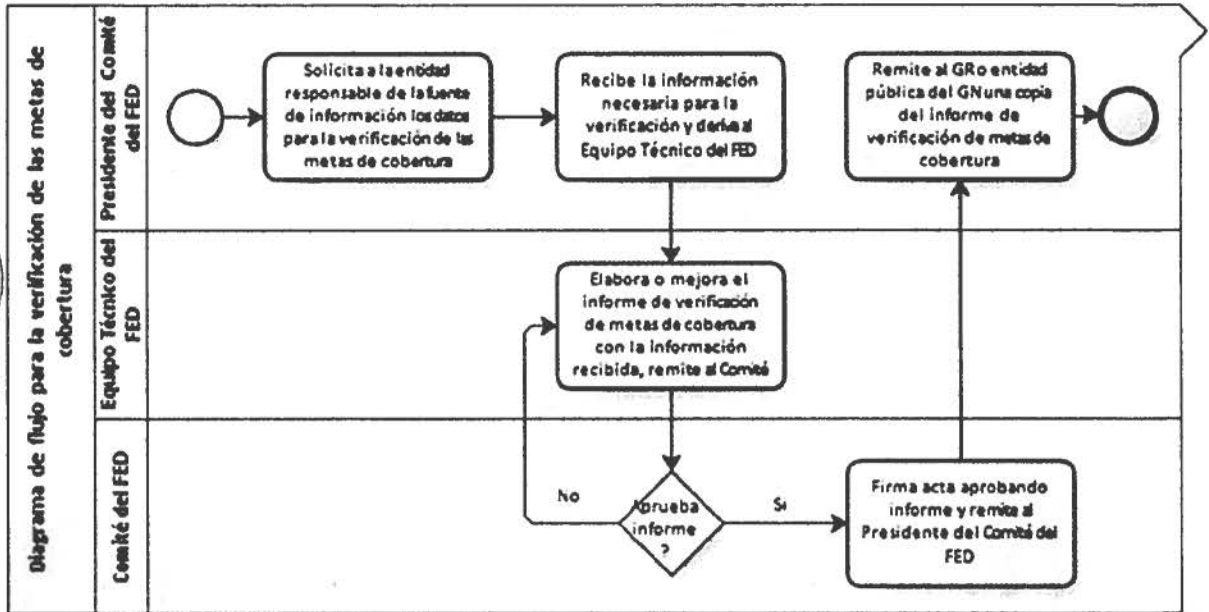 Diagrama de flujo para la verificación de las metas de
cobertura
Presidente del Comité
del FED
Solicita a la entidad
responsable de la fuente
de información los datos
para la verificación de las
metas de cobertura
Recibe la información
necesaria para la
verificación y deriva al
Equipo Técnico del FED
Remite al GR o entidad
pública del GN una copia
del informe de
verificación de metas de
cobertura
Equipo Técnico del
FED
Elabora o mejora el
informe de verificación
de metas de cobertura
con la información
recibida, remite al Comité
Comité del FED
No
Aprueba
informe
?
Si
Firma acta aprobando
informe y remite al
Presidente del Comité del
FED